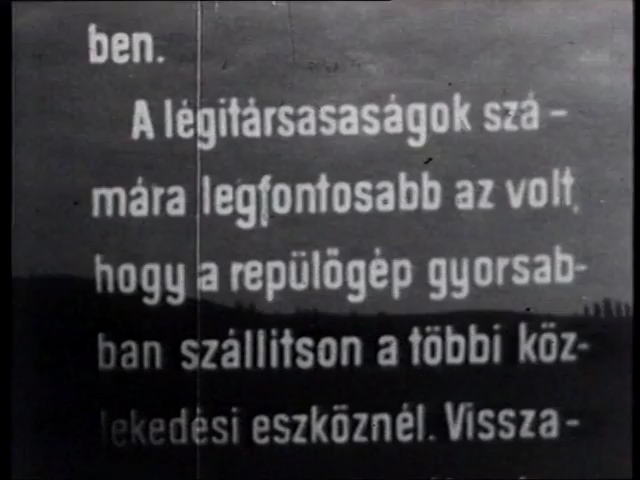 ben.
A légitársasaságok szá-
mára legfontosabb az volt,
hogy a repülőgép gyorsab-
ban szállitson a többi köz-
lekedési eszköznél. Vissza-